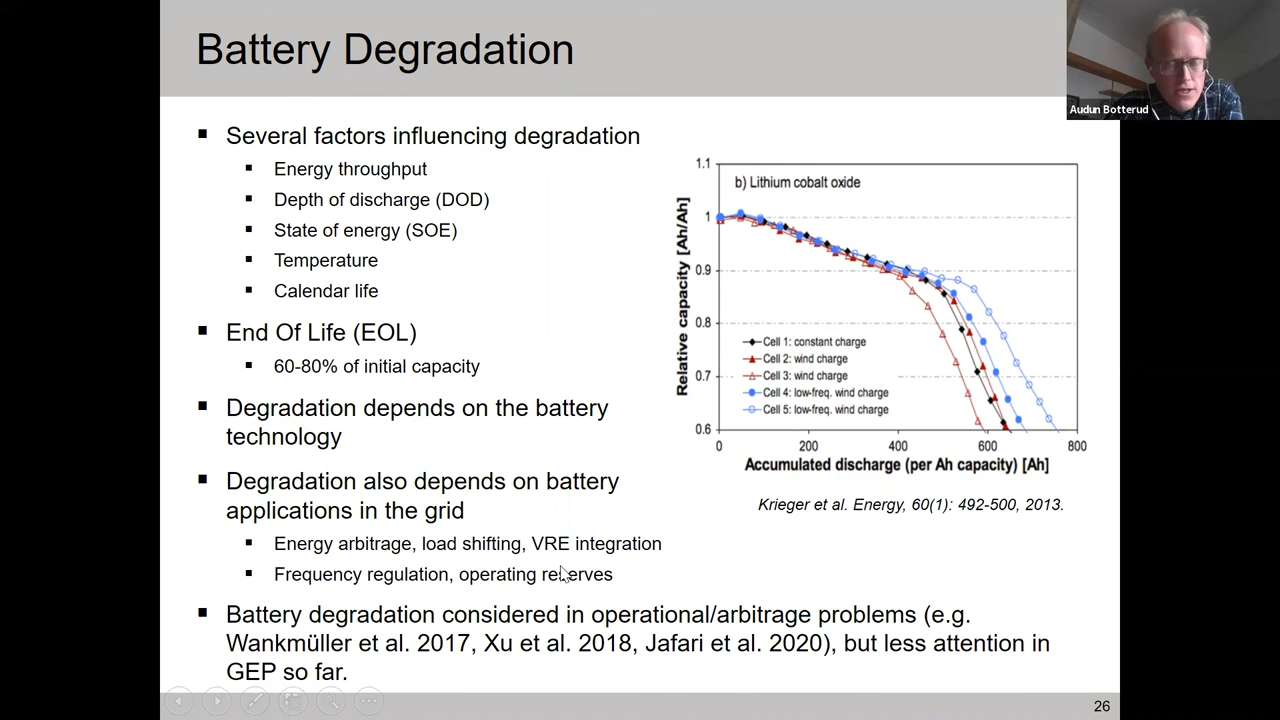 Battery Degradation
Audun Botterud
Several factors influencing degradation
Energy throughput
Depth of discharge (DOD)
State of energy (SOE)
Temperature
Calendar life
End Of Life (EOL)
60-80% of initial capacity
Degradation depends on the battery
technology
Degradation also depends on battery
applications in the grid
Energy arbitrage, load shifting, VRE integration
Frequency regulation, operating reserves
Battery degradation considered in operational/arbitrage problems (e.g.
Wankmüller et al. 2017, Xu et al. 2018, Jafari et al. 2020), but less attention in
GEP so far.
b) Lithium cobalt oxide
Relative capacity [Ah/Ah]
1.1
1
0.9
0.8
0.7
0.6
Cell 1: constant charge
Cell 2: wind charge
Cell 3: wind charge
Cell 4: low-freq. wind charge
Cell 5: low-freq. wind charge
0 200 400 600 800
Accumulated discharge (per Ah capacity) [Ah]
Krieger et al. Energy, 60(1): 492-500, 2013.
26